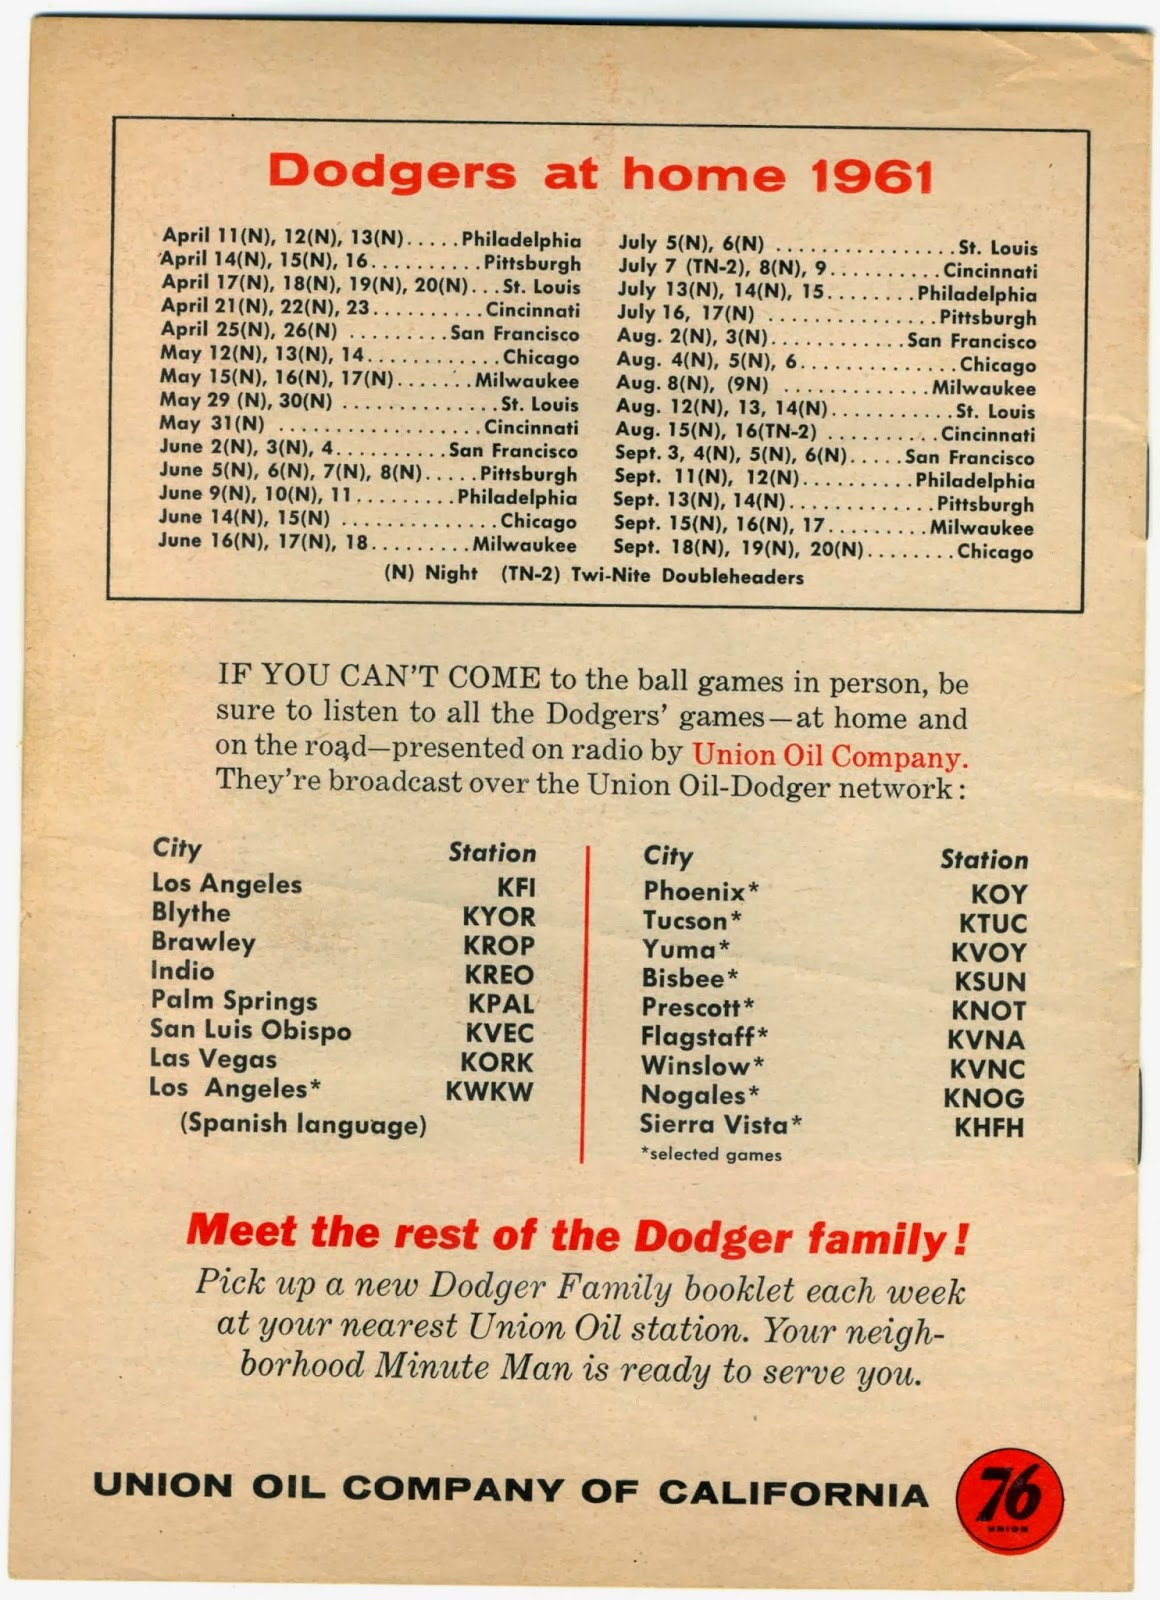 Dodgers at home 1961
April 11(N), 12(N), 13(N).....Philadelphia
April 14(N), 15(N), 16..........Pittsburgh
April 17(N), 18(N), 19(N), 20(N)...St. Louis
April 21(N), 22(N), 23..........Cincinnati
April 25(N), 26(N) .........San Francisco
May 12(N), 13(N), 14............Chicago
May 15(N), 16(N), 17(N).......Milwaukee
May 29 (N), 30(N) ..............St. Louis
May 31(N) ..................Cincinnati
June 2(N), 3(N), 4..........San Francisco
June 5(N), 6(N), 7(N), 8(N).....Pittsburgh
June 9(N), 10(N), 11.........Philadelphia
June 14(N), 15(N) ..............Chicago
June 16(N), 17(N), 18.........Milwaukee
July 5(N), 6(N) ................St. Louis
July 7 (TN-2), 8(N), 9..........Cincinnati
July 13(N), 14(N), 15........Philadelphia
July 16, 17(N) ...............Pittsburgh
Aug. 2(N), 3(N)............San Francisco
Aug. 4(N), 5(N), 6..............Chicago
Aug. 8(N), (9N) .............Milwaukee
Aug. 12(N), 13, 14(N)...........St. Louis
Aug. 15(N), 16(TN-2) ..........Cincinnati
Sept. 3, 4(N), 5(N), 6(N).....San Francisco
Sept. 11(N), 12(N)..........Philadelphia
Sept. 13(N), 14(N).............Pittsburgh
Sept. 15(N), 16(N), 17.........Milwaukee
Sept. 18(N), 19(N), 20(N)........Chicago
(N) Night (TN-2) Twi-Nite Doubleheaders
IF YOU CAN'T COME to the ball games in person, be
sure to listen to all the Dodgers' games—at home and
on the road—presented on radio by Union Oil Company.
They're broadcast over the Union Oil-Dodger network:
City Station
Los Angeles KFI
Blythe KYOR
Brawley KROP
Indio KREO
Palm Springs KPAL
San Luis Obispo KVEC
Las Vegas KORK
Los Angeles* KWKW
(Spanish language)
City Station
Phoenix* KOY
Tucson* KTUC
Yuma* KVOY
Bisbee* KSUN
Prescott* KNOT
Flagstaff* KVNA
Winslow* KVNC
Nogales* KNOG
Sierra Vista* KHFH
*selected games
Meet the rest of the Dodger family!
Pick up a new Dodger Family booklet each week
at your nearest Union Oil station. Your neigh-
borhood Minute Man is ready to serve you.
UNION OIL COMPANY OF CALIFORNIA
76
UNION